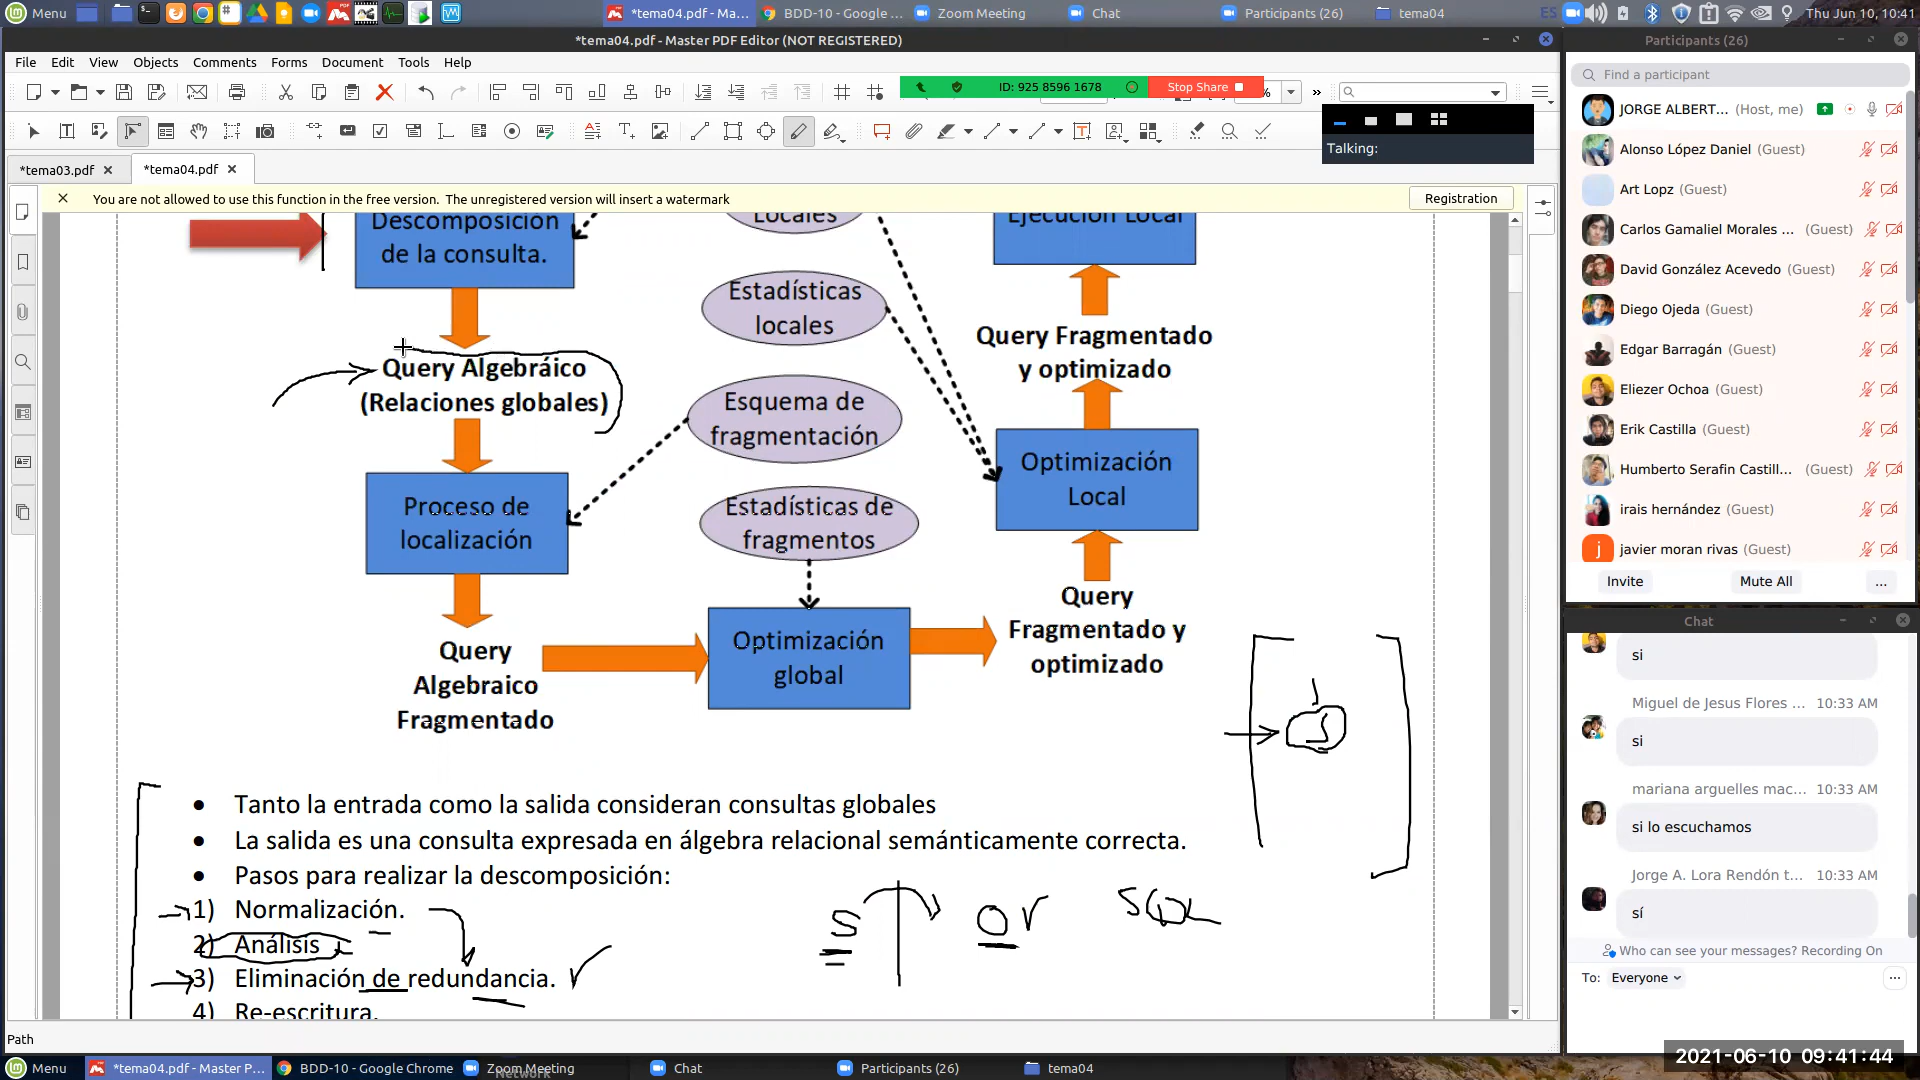 Menu
*tema04.pdf - Ma...
BDD-10 - Google ...
Zoom Meeting
Chat
Participants (26)
tema04
ES
Thu Jun 10, 10:41
*tema04.pdf - Master PDF Editor (NOT REGISTERED)
File Edit View Objects Comments Forms Document Tools Help
ID: 925 8596 1678
Stop Share
%
Talking:
*tema03.pdf
*tema04.pdf
You are not allowed to use this function in the free version. The unregistered version will insert a watermark
Registration
Descomposición
de la consulta.
Locales
Ejecución Local
Estadísticas
locales
Query Fragmentado
y optimizado
Query Algebráico
(Relaciones globales)
Esquema de
fragmentación
Optimización
Local
Proceso de
localización
Estadísticas de
fragmentos
Query
Fragmentado y
optimizado
Optimización
global
Query
Algebraico
Fragmentado
• Tanto la entrada como la salida consideran consultas globales
• La salida es una consulta expresada en álgebra relacional semánticamente correcta.
• Pasos para realizar la descomposición:
1) Normalización.
2) Análisis
3) Eliminación de redundancia.
4) Re-escritura.
S
or
SQL
Path
Participants (26)
Find a participant
JORGE ALBERT... (Host, me)
Alonso López Daniel (Guest)
Art Lopz (Guest)
Carlos Gamaliel Morales ... (Guest)
David González Acevedo (Guest)
Diego Ojeda (Guest)
Edgar Barragán (Guest)
Eliezer Ochoa (Guest)
Erik Castilla (Guest)
Humberto Serafin Castill... (Guest)
irais hernández (Guest)
j
javier moran rivas (Guest)
Invite
Mute All
...
Chat
si
Miguel de Jesus Flores ... 10:33 AM
si
mariana arguelles mac... 10:33 AM
si lo escuchamos
Jorge A. Lora Rendón t... 10:33 AM
sí
Who can see your messages? Recording On
To: Everyone
2021-06-10 09:41:44
Menu
*tema04.pdf - Master P...
BDD-10 - Google Chrome
Zoom Meeting
Network
Chat
Participants (26)
tema04